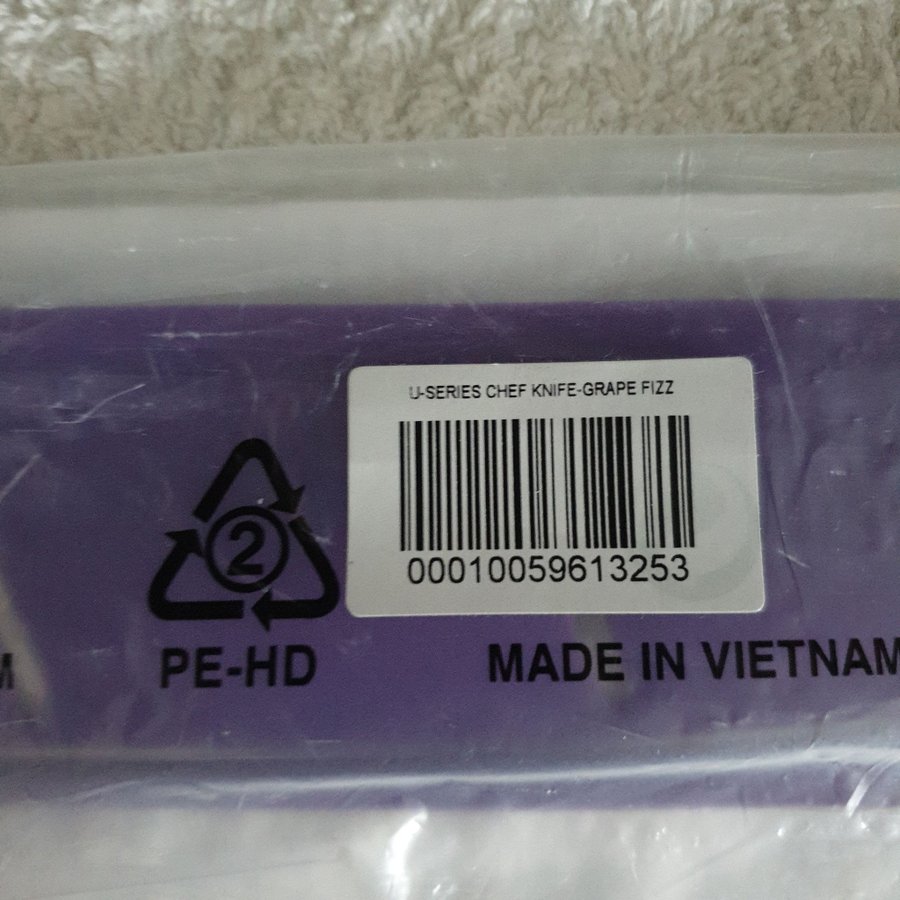 U-SERIES CHEF KNIFE-GRAPE FIZZ
00010059613253
2
PE-HD
MADE IN VIETNAM
M